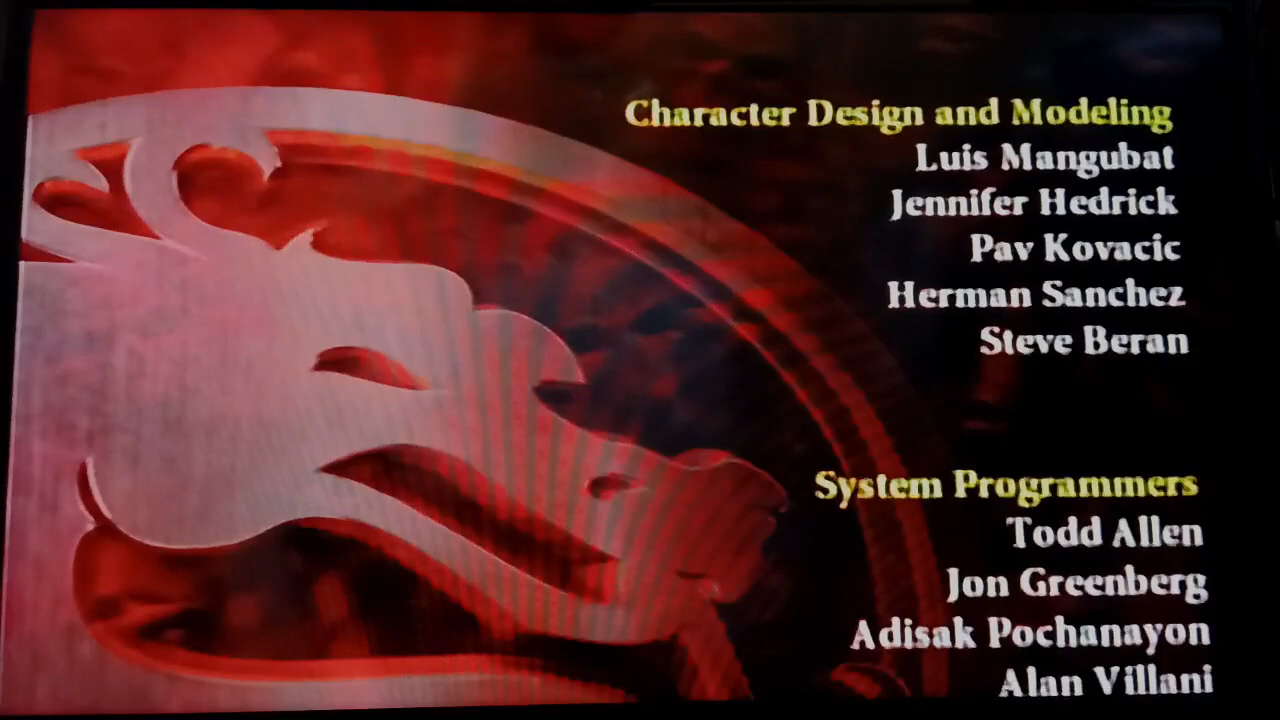 Character Design and Modeling
Luis Mangubat
Jennifer Hedrick
Pav Kovacic
Herman Sanchez
Steve Beran
System Programmers
Todd Allen
Jon Greenberg
Adisak Pochanayon
Alan Villani